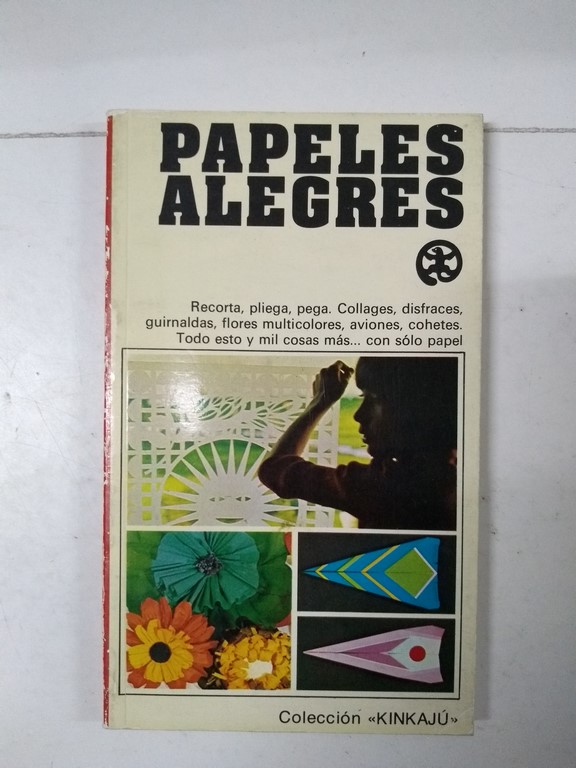 PAPELES
ALEGRES
Recorta, pliega, pega. Collages, disfraces,
guirnaldas, flores multicolores, aviones, cohetes.
Todo esto y mil cosas más... con sólo papel
Colección «KINKAJÚ»